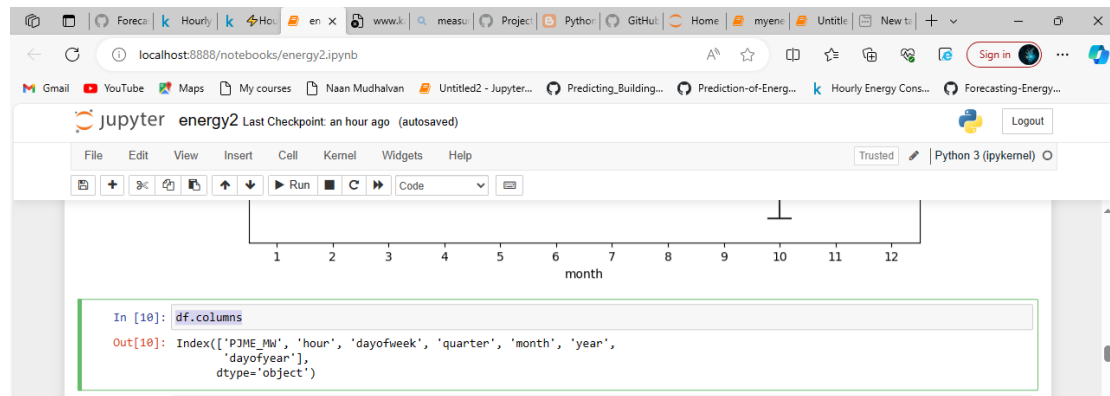 Foreca
Hourly
Hou
en
www.k
measu
Project
Python
GitHub
Home
myene
Untitle
New ta
localhost:8888/notebooks/energy2.ipynb
Sign in
Gmail
YouTube
Maps
My courses
Naan Mudhalvan
Untitled2 - Jupyter...
Predicting_Building...
Prediction-of-Energ...
Hourly Energy Cons...
Forecasting-Energy...
jupyter energy2 Last Checkpoint: an hour ago (autosaved)
Logout
File Edit View Insert Cell Kernel Widgets Help
Trusted
Python 3 (ipykernel)
Run
Code
1 2 3 4 5 6 7 8 9 10 11 12
month
In [10]: df.columns
Out[10]: Index(['PJME_MW', 'hour', 'dayofweek', 'quarter', 'month', 'year',
'dayofyear'],
dtype='object')